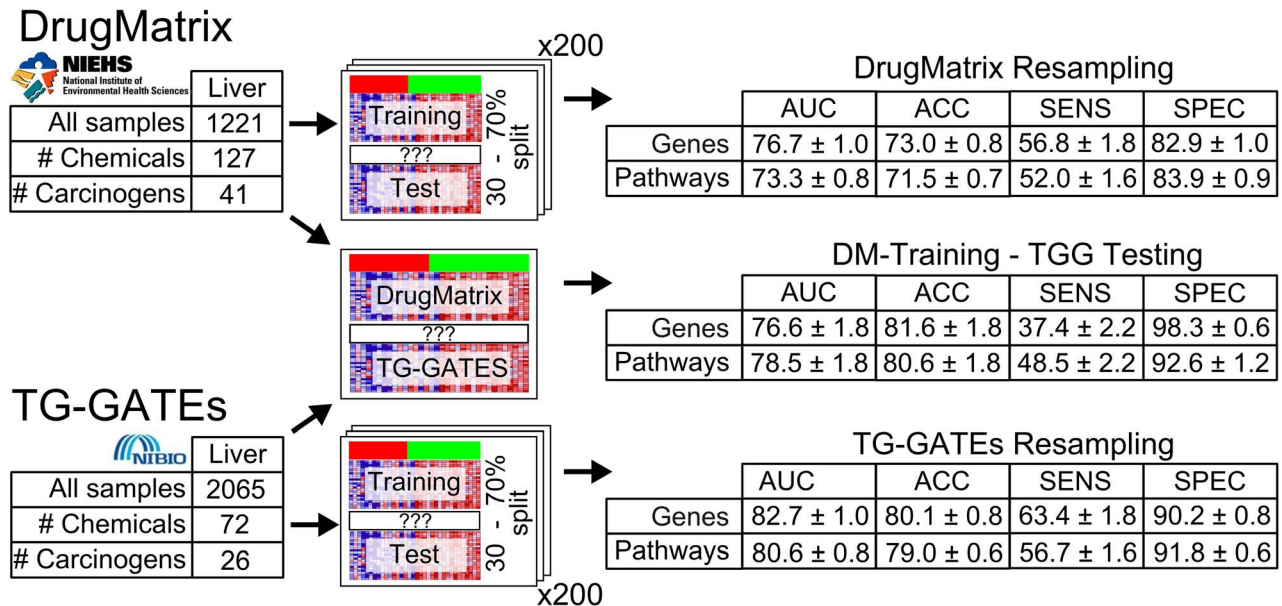 DrugMatrix
NIEHS
National Institute of
Environmental Health Sciences
Liver
All samples 1221
# Chemicals 127
# Carcinogens 41
x200
Training
???
Test
30 - 70%
split
DrugMatrix Resampling
AUC ACC SENS SPEC
Genes 76.7 ± 1.0 73.0 ± 0.8 56.8 ± 1.8 82.9 ± 1.0
Pathways 73.3 ± 0.8 71.5 ± 0.7 52.0 ± 1.6 83.9 ± 0.9
DrugMatrix
???
TG-GATES
DM-Training - TGG Testing
AUC ACC SENS SPEC
Genes 76.6 ± 1.8 81.6 ± 1.8 37.4 ± 2.2 98.3 ± 0.6
Pathways 78.5 ± 1.8 80.6 ± 1.8 48.5 ± 2.2 92.6 ± 1.2
TG-GATEs
NIBIO
Liver
All samples 2065
# Chemicals 72
# Carcinogens 26
Training
???
Test
30 - 70%
split
x200
TG-GATEs Resampling
AUC ACC SENS SPEC
Genes 82.7 ± 1.0 80.1 ± 0.8 63.4 ± 1.8 90.2 ± 0.8
Pathways 80.6 ± 0.8 79.0 ± 0.6 56.7 ± 1.6 91.8 ± 0.6